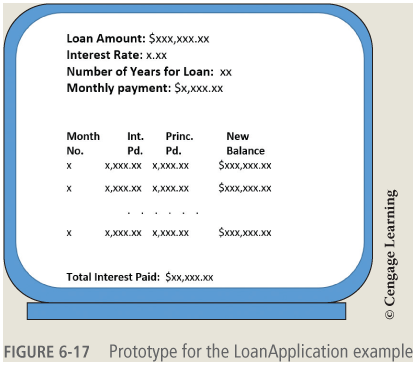 Loan Amount: $xxx,xxx.xx
Interest Rate: x.xx
Number of Years for Loan: xx
Monthly payment: $x,xxx.xx
Month Int. Princ. New
No. Pd. Pd. Balance
x x,xxx.xx x,xxx.xx $xxx,xxx.xx
x x,xxx.xx x,xxx.xx $xxx,xxx.xx
. . . . . .
x x,xxx.xx x,xxx.xx $xxx,xxx.xx
Total Interest Paid: $xx,xxx.xx
© Cengage Learning
FIGURE 6-17 Prototype for the LoanApplication example